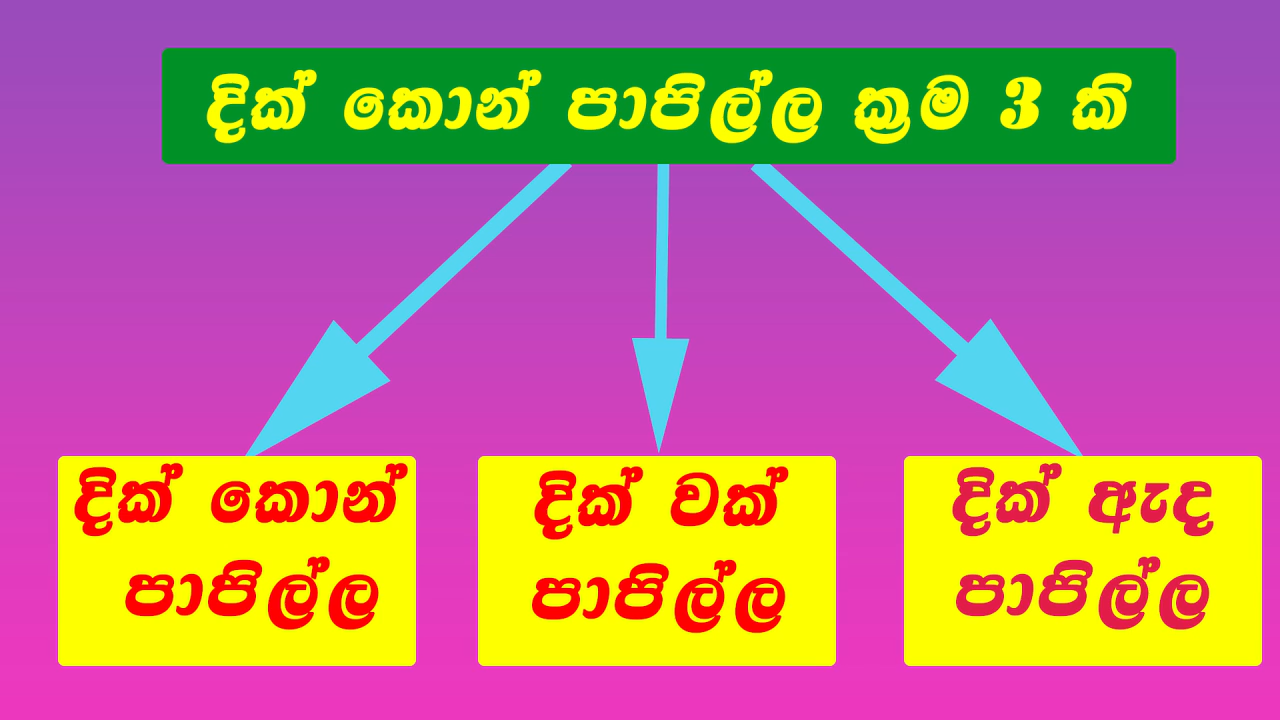 දික් කොන් පාපිල්ල ක්‍රම 3 කි
දික් කොන්
පාපිල්ල
දික් වක්
පාපිල්ල
දික් ඇද
පාපිල්ල